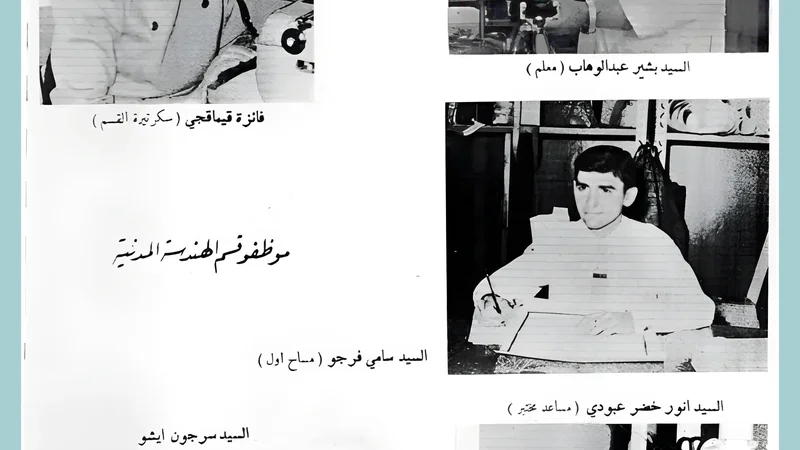 السيد بشير عبدالوهاب ( معلم )
فائزة قيماقجي ( سكرتيرة القسم )
موظفو قسم الهندسة المدنية
السيد سامي فرجو ( مساح اول )
السيد انور خضر عبودي ( مساعد مختبر )
السيد سرجون ايشو